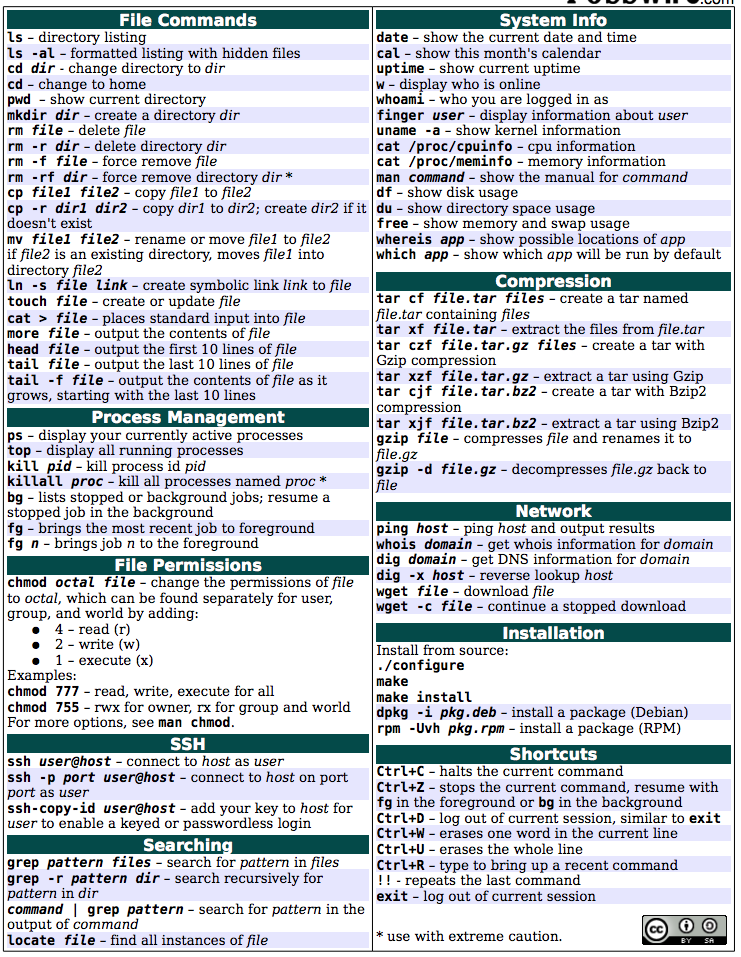 .com
File Commands
ls – directory listing
ls -al – formatted listing with hidden files
cd dir - change directory to dir
cd – change to home
pwd – show current directory
mkdir dir – create a directory dir
rm file – delete file
rm -r dir – delete directory dir
rm -f file – force remove file
rm -rf dir – force remove directory dir *
cp file1 file2 – copy file1 to file2
cp -r dir1 dir2 – copy dir1 to dir2; create dir2 if it
doesn't exist
mv file1 file2 – rename or move file1 to file2
if file2 is an existing directory, moves file1 into
directory file2
ln -s file link – create symbolic link link to file
touch file – create or update file
cat > file – places standard input into file
more file – output the contents of file
head file – output the first 10 lines of file
tail file – output the last 10 lines of file
tail -f file – output the contents of file as it
grows, starting with the last 10 lines
Process Management
ps – display your currently active processes
top – display all running processes
kill pid – kill process id pid
killall proc – kill all processes named proc *
bg – lists stopped or background jobs; resume a
stopped job in the background
fg – brings the most recent job to foreground
fg n – brings job n to the foreground
File Permissions
chmod octal file – change the permissions of file
to octal, which can be found separately for user,
group, and world by adding:
● 4 – read (r)
● 2 – write (w)
● 1 – execute (x)
Examples:
chmod 777 – read, write, execute for all
chmod 755 – rwx for owner, rx for group and world
For more options, see man chmod.
SSH
ssh user@host – connect to host as user
ssh -p port user@host – connect to host on port
port as user
ssh-copy-id user@host – add your key to host for
user to enable a keyed or passwordless login
Searching
grep pattern files – search for pattern in files
grep -r pattern dir – search recursively for
pattern in dir
command | grep pattern – search for pattern in the
output of command
locate file – find all instances of file
System Info
date – show the current date and time
cal – show this month's calendar
uptime – show current uptime
w – display who is online
whoami – who you are logged in as
finger user – display information about user
uname -a – show kernel information
cat /proc/cpuinfo – cpu information
cat /proc/meminfo – memory information
man command – show the manual for command
df – show disk usage
du – show directory space usage
free – show memory and swap usage
whereis app – show possible locations of app
which app – show which app will be run by default
Compression
tar cf file.tar files – create a tar named
file.tar containing files
tar xf file.tar – extract the files from file.tar
tar czf file.tar.gz files – create a tar with
Gzip compression
tar xzf file.tar.gz – extract a tar using Gzip
tar cjf file.tar.bz2 – create a tar with Bzip2
compression
tar xjf file.tar.bz2 – extract a tar using Bzip2
gzip file – compresses file and renames it to
file.gz
gzip -d file.gz – decompresses file.gz back to
file
Network
ping host – ping host and output results
whois domain – get whois information for domain
dig domain – get DNS information for domain
dig -x host – reverse lookup host
wget file – download file
wget -c file – continue a stopped download
Installation
Install from source:
./configure
make
make install
dpkg -i pkg.deb – install a package (Debian)
rpm -Uvh pkg.rpm – install a package (RPM)
Shortcuts
Ctrl+C – halts the current command
Ctrl+Z – stops the current command, resume with
fg in the foreground or bg in the background
Ctrl+D – log out of current session, similar to exit
Ctrl+W – erases one word in the current line
Ctrl+U – erases the whole line
Ctrl+R – type to bring up a recent command
!! - repeats the last command
exit – log out of current session
* use with extreme caution.
cc
BY SA